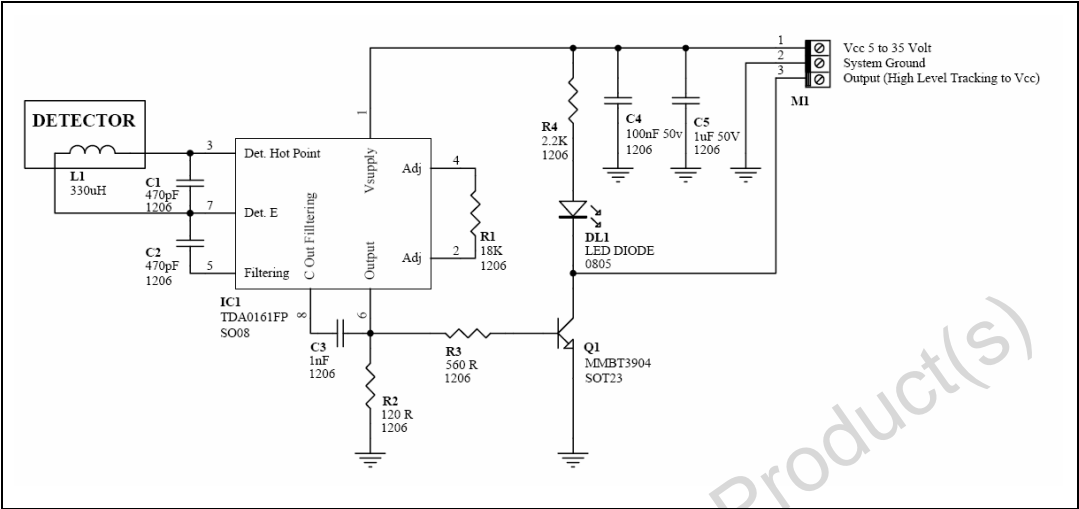 1
Vcc 5 to 35 Volt
2
System Ground
3
Output (High Level Tracking to Vcc)
M1
DETECTOR
L1
330uH
C1
470pF
1206
C2
470pF
1206
3
Det. Hot Point
7
Det. E
5
Filtering
1
Vsupply
4
Adj
2
Adj
C Out Filltering
Output
8
6
IC1
TDA0161FP
SO08
R1
18K
1206
R4
2.2K
1206
C4
100nF 50v
1206
C5
1uF 50V
1206
DL1
LED DIODE
0805
C3
1nF
1206
R2
120 R
1206
R3
560 R
1206
Q1
MMBT3904
SOT23
Product(s)